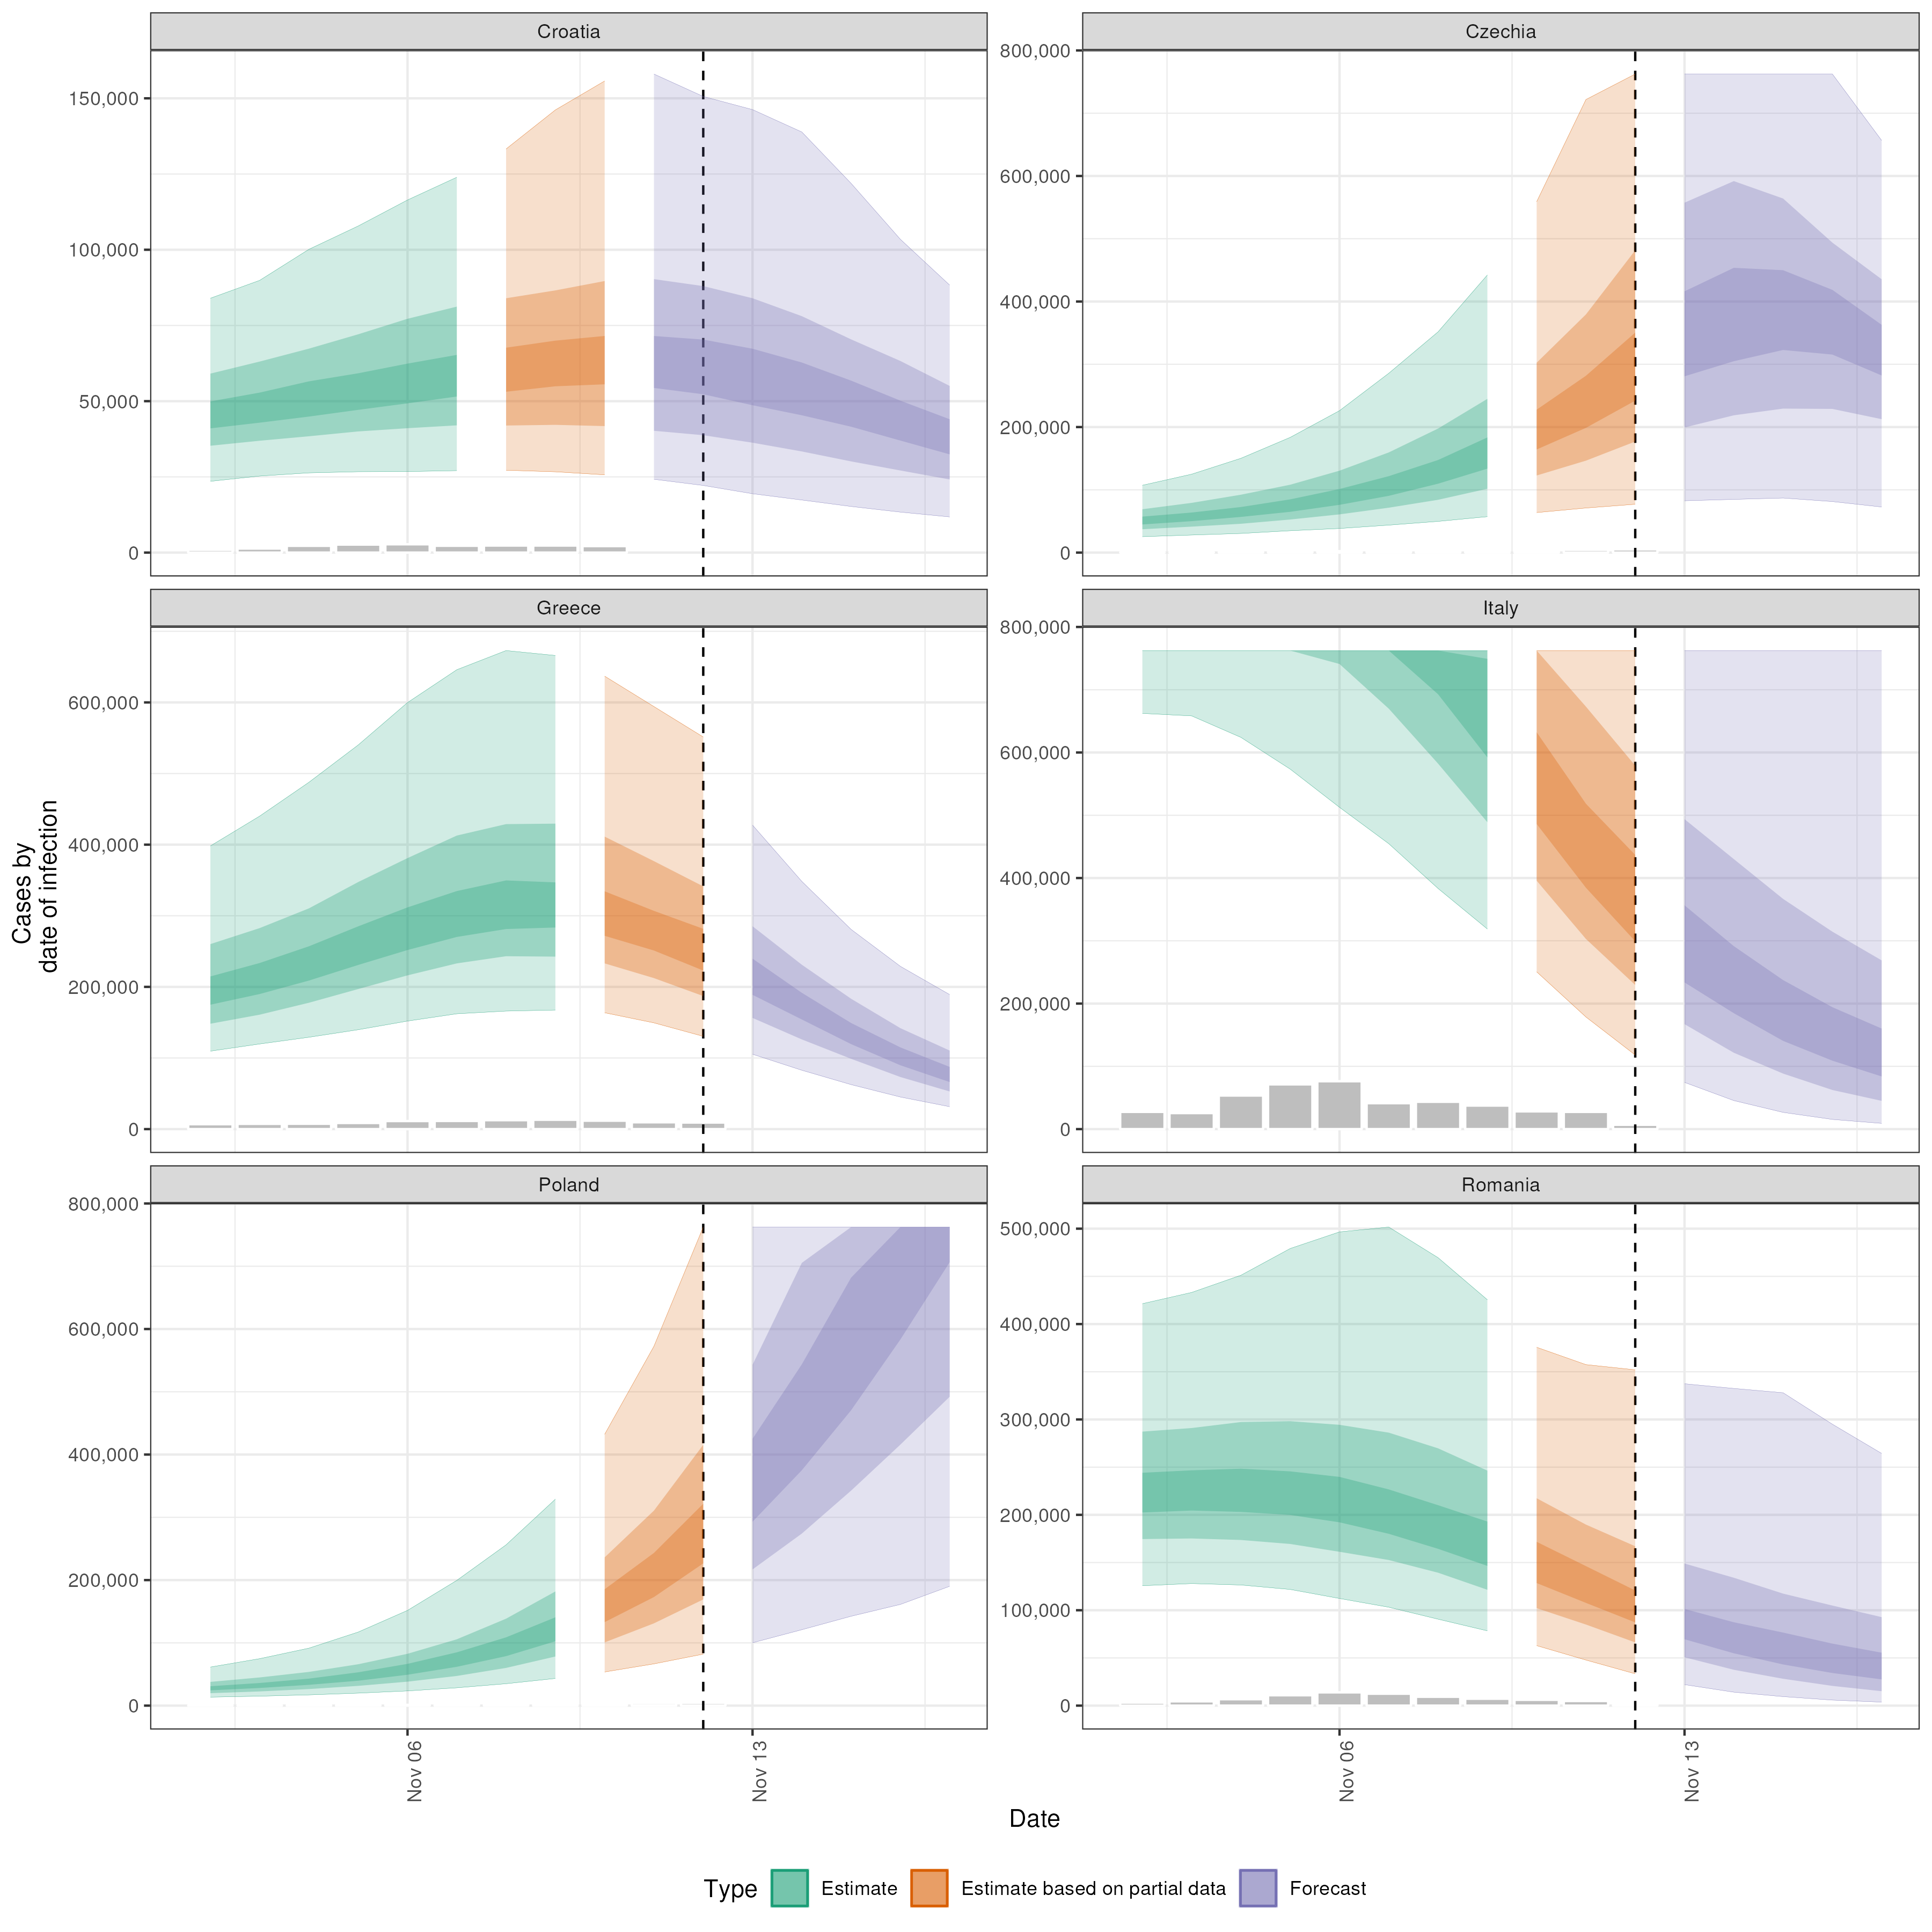 Croatia
Czechia
150,000
100,000
50,000
0
800,000
600,000
400,000
200,000
0
Greece
Italy
600,000
400,000
200,000
0
800,000
600,000
400,000
200,000
0
Poland
Romania
800,000
600,000
400,000
200,000
0
500,000
400,000
300,000
200,000
100,000
0
Cases by
date of infection
Nov 06
Nov 13
Nov 06
Nov 13
Date
Type Estimate Estimate based on partial data Forecast